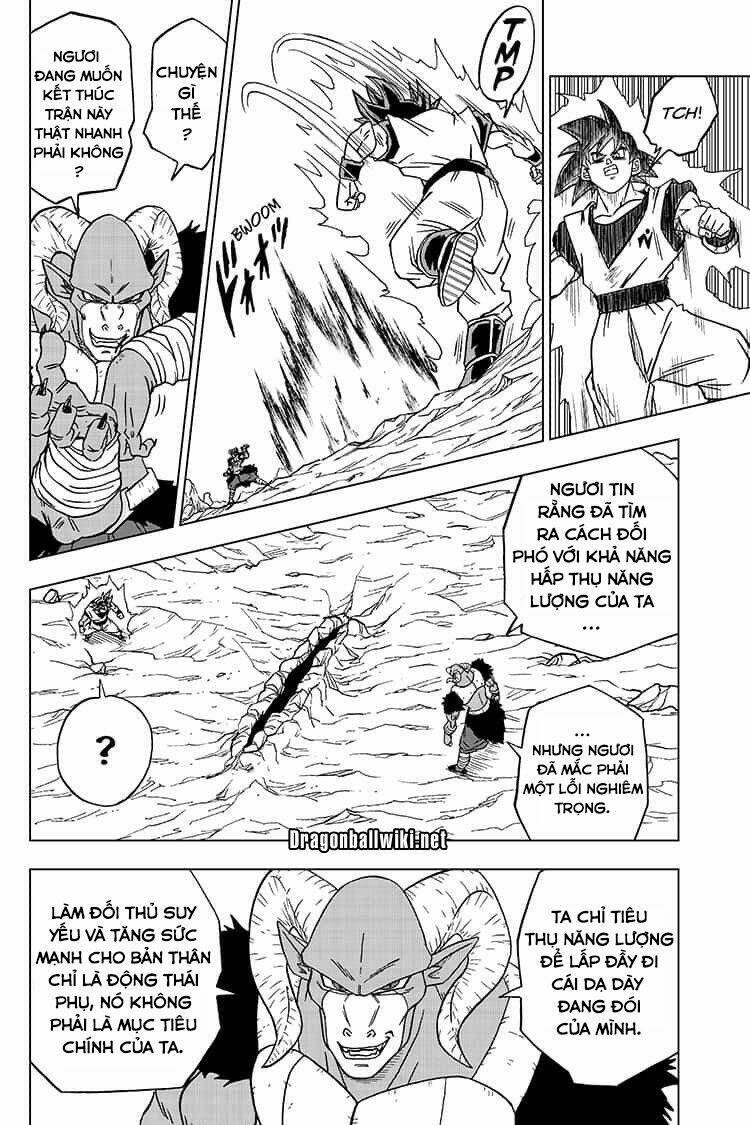 TCH!
TMP
BWOOM
ドォォォ
CHUYỆN
GÌ
THẾ
?
NGƯƠI
ĐANG MUỐN
KẾT THÚC
TRẬN NÀY
THẬT NHANH
PHẢI KHÔNG
?
NGƯƠI TIN
RẰNG ĐÃ TÌM
RA CÁCH ĐỐI
PHÓ VỚI KHẢ NĂNG
HẤP THỤ NĂNG
LƯỢNG CỦA TA
...
...
NHƯNG NGƯƠI
ĐÃ MẮC PHẢI
MỘT LỖI NGHIÊM
TRỌNG.
?
Dragonballwiki.net
TA CHỈ TIÊU
THỤ NĂNG LƯỢNG
ĐỂ LẤP ĐẦY ĐI
CÁI DẠ DÀY
ĐANG ĐÓI
CỦA MÌNH.
LÀM ĐỐI THỦ SUY
YẾU VÀ TĂNG SỨC
MẠNH CHO BẢN THÂN
CHỈ LÀ ĐỘNG THÁI
PHỤ, NÓ KHÔNG
PHẢI LÀ MỤC TIÊU
CHÍNH CỦA TA.